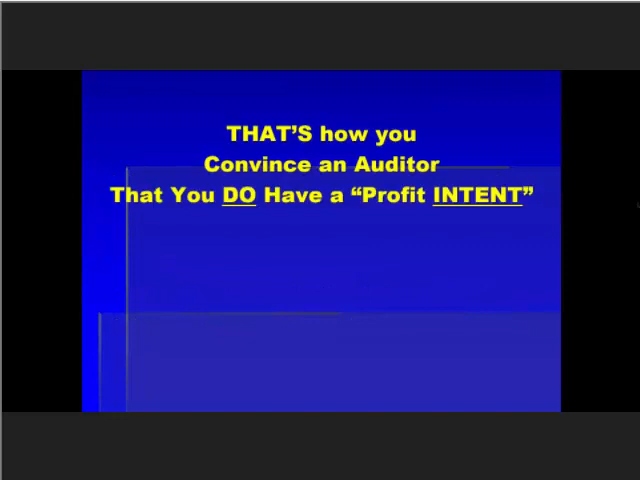 THAT’S how you
Convince an Auditor
That You DO Have a “Profit INTENT”